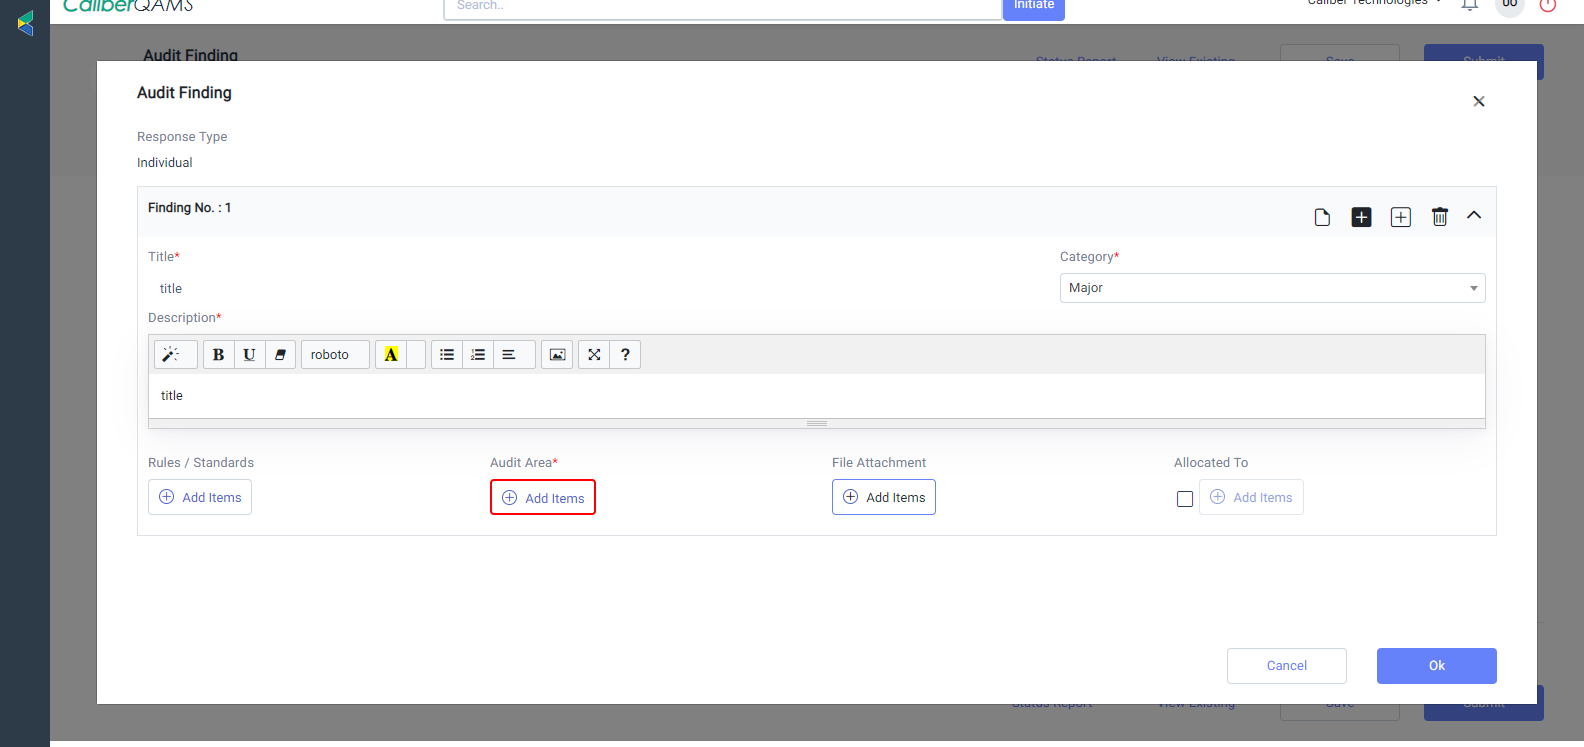 CaliberQAMS
Search..
Initiate
Caliber Technologies
00
Audit Finding
Status Report
View Existing
Save
Submit
Audit Finding
Response Type
Individual
Finding No. : 1
Title*
Category*
title
Major
Description*
B U roboto A ?
title
Rules / Standards
Audit Area*
File Attachment
Allocated To
Add Items
Add Items
Add Items
Add Items
Cancel
Ok
Status Report
View Existing
Save
Submit